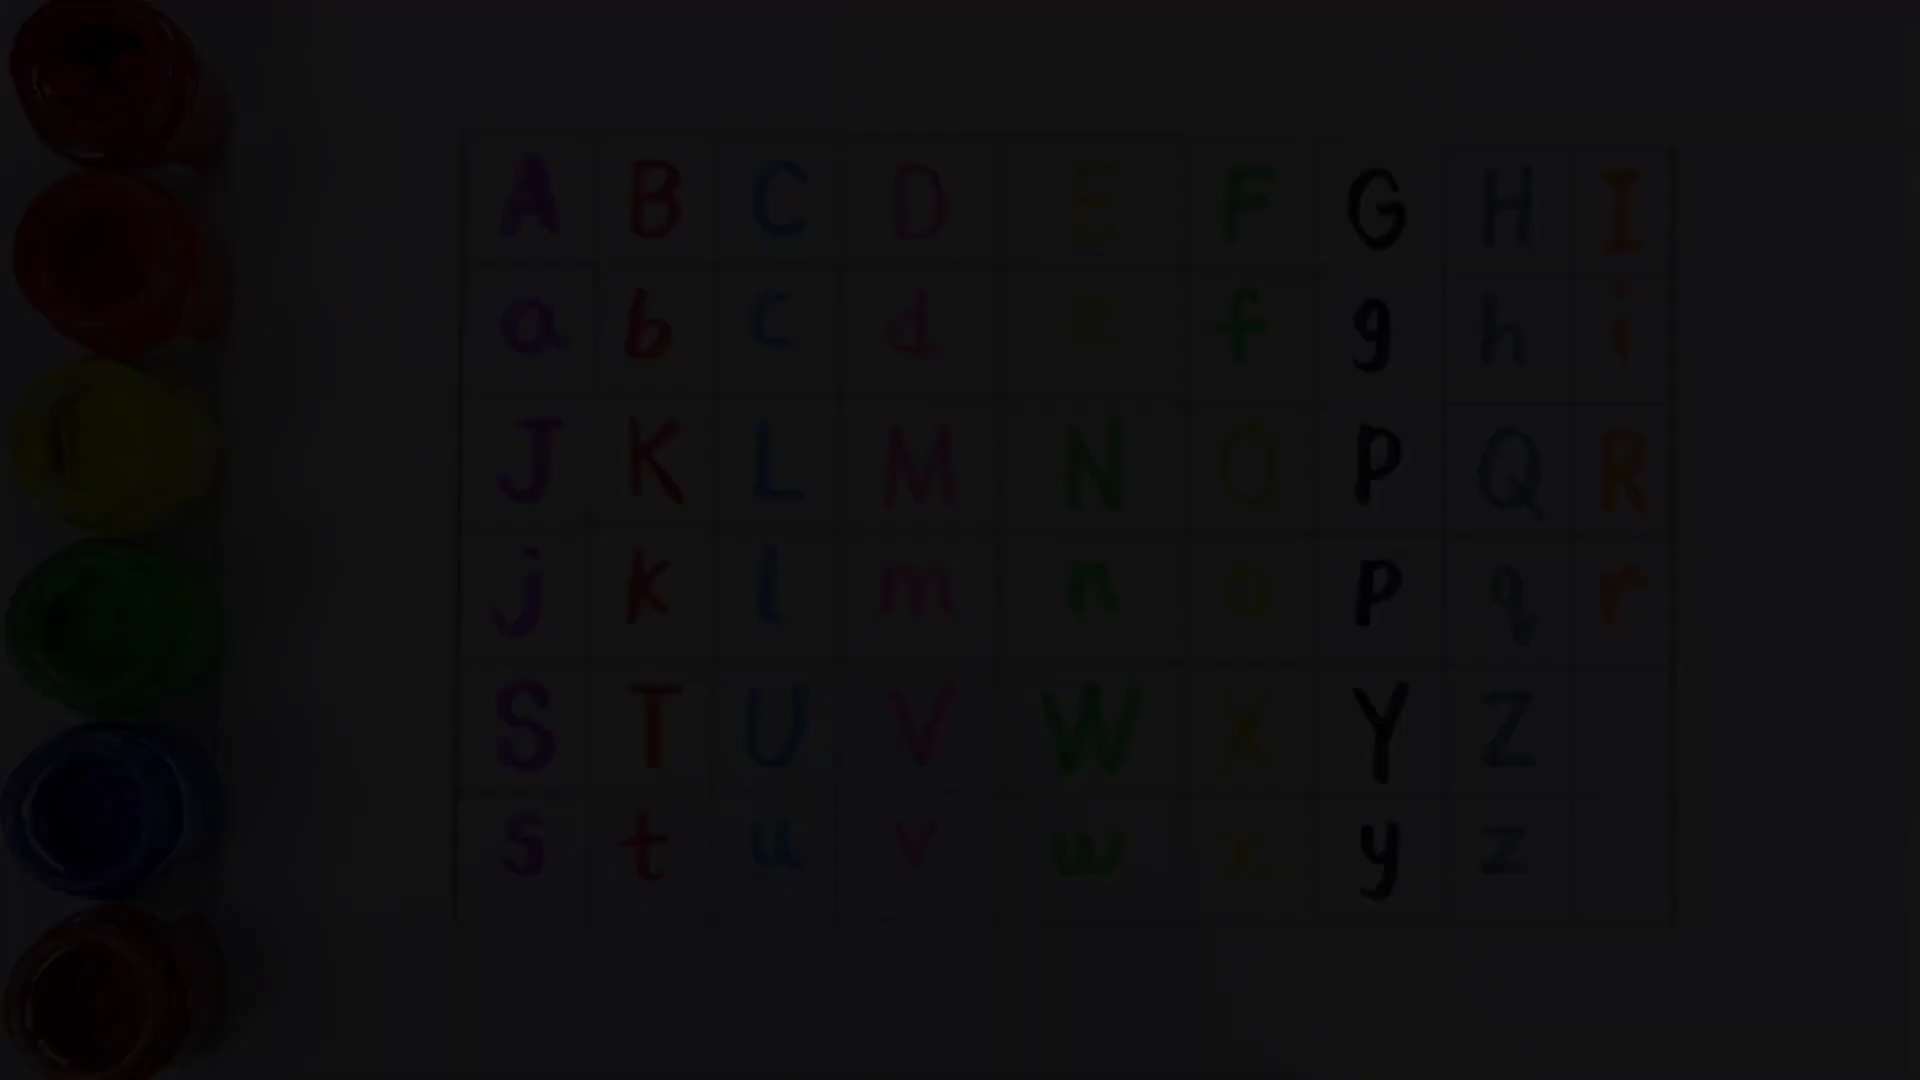 A B C D E F G H I
a b c d e f g h i
J K L M N O P Q R
j k l m n o p q r
S T U V W X Y Z
s t u v w x y z